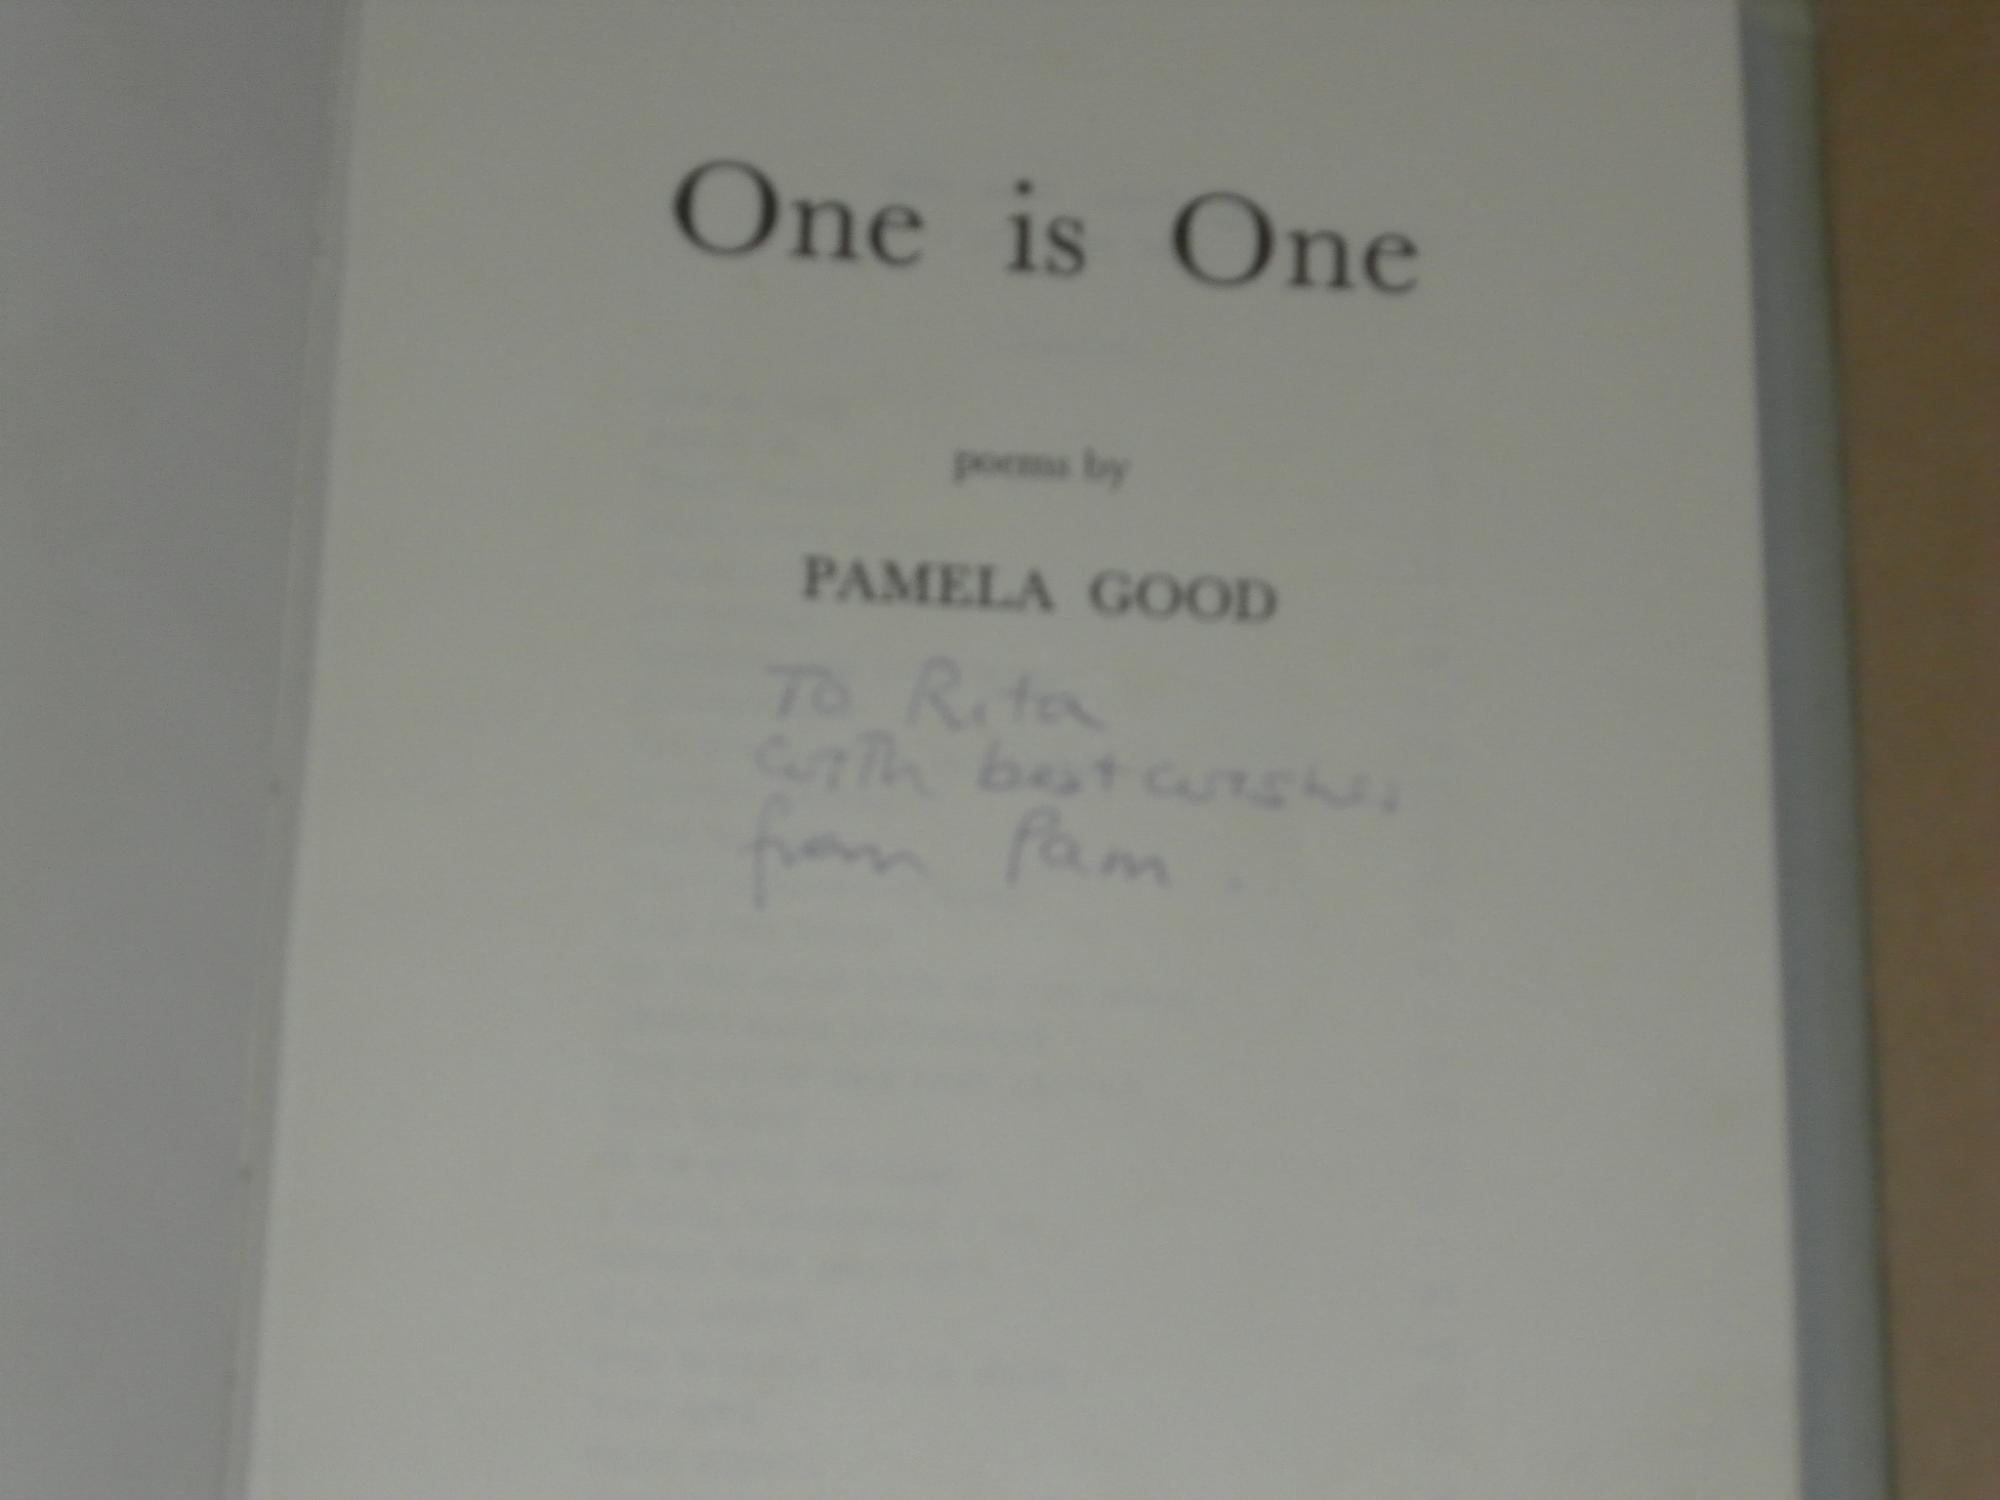 One is One
poems by
PAMELA GOOD
To Rita
with best wishes
from Pam.